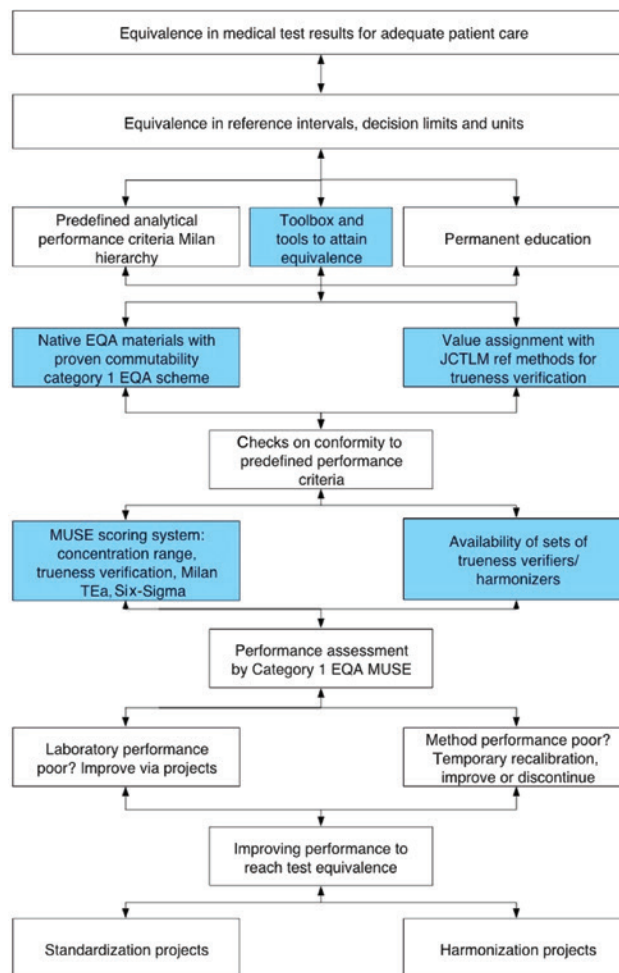 Equivalence in medical test results for adequate patient care
Equivalence in reference intervals, decision limits and units
Predefined analytical
performance criteria Milan
hierarchy
Toolbox and
tools to attain
equivalence
Permanent education
Native EQA materials with
proven commutability
category 1 EQA scheme
Value assignment with
JCTLM ref methods for
trueness verification
Checks on conformity to
predefined performance
criteria
MUSE scoring system:
concentration range,
trueness verification, Milan
TEa, Six-Sigma
Availability of sets of
trueness verifiers/
harmonizers
Performance assessment
by Category 1 EQA MUSE
Laboratory performance
poor? Improve via projects
Method performance poor?
Temporary recalibration,
improve or discontinue
Improving performance to
reach test equivalence
Standardization projects
Harmonization projects